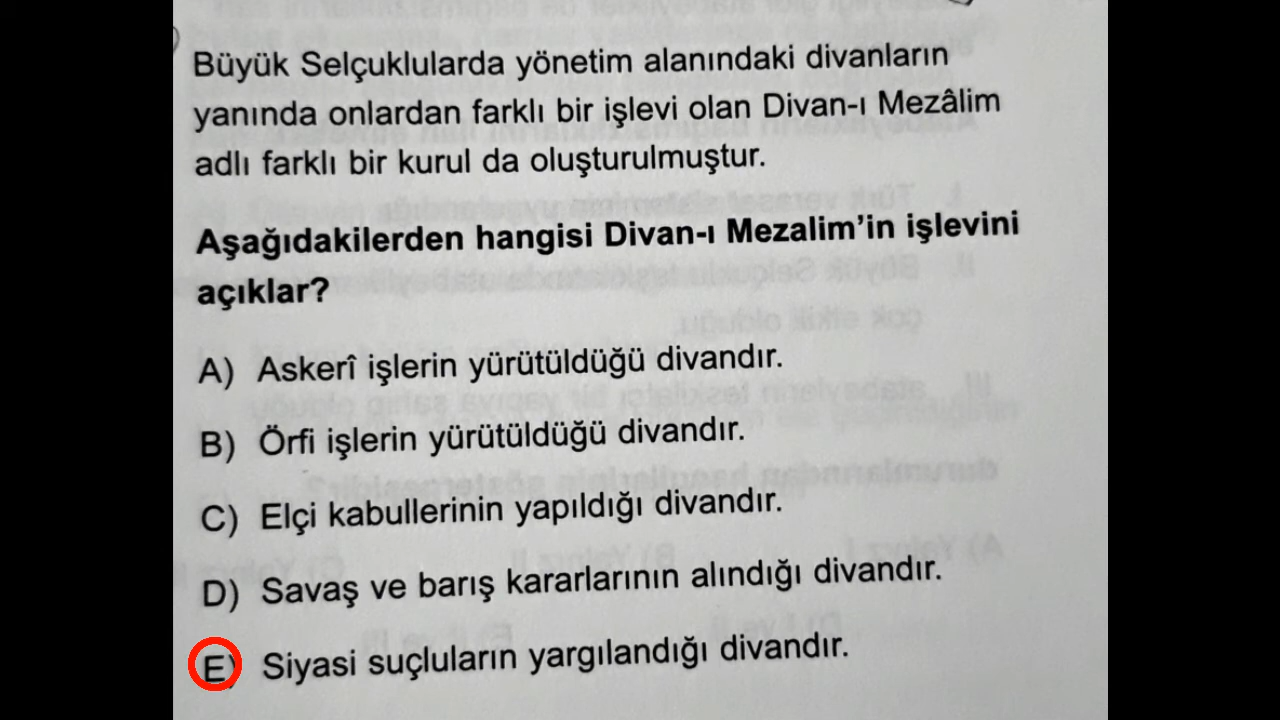 Büyük Selçuklularda yönetim alanındaki divanların
yanında onlardan farklı bir işlevi olan Divan-ı Mezâlim
adlı farklı bir kurul da oluşturulmuştur.
Aşağıdakilerden hangisi Divan-ı Mezalim'in işlevini
açıklar?
A) Askerî işlerin yürütüldüğü divandır.
B) Örfi işlerin yürütüldüğü divandır.
C) Elçi kabullerinin yapıldığı divandır.
D) Savaş ve barış kararlarının alındığı divandır.
E) Siyasi suçluların yargılandığı divandır.